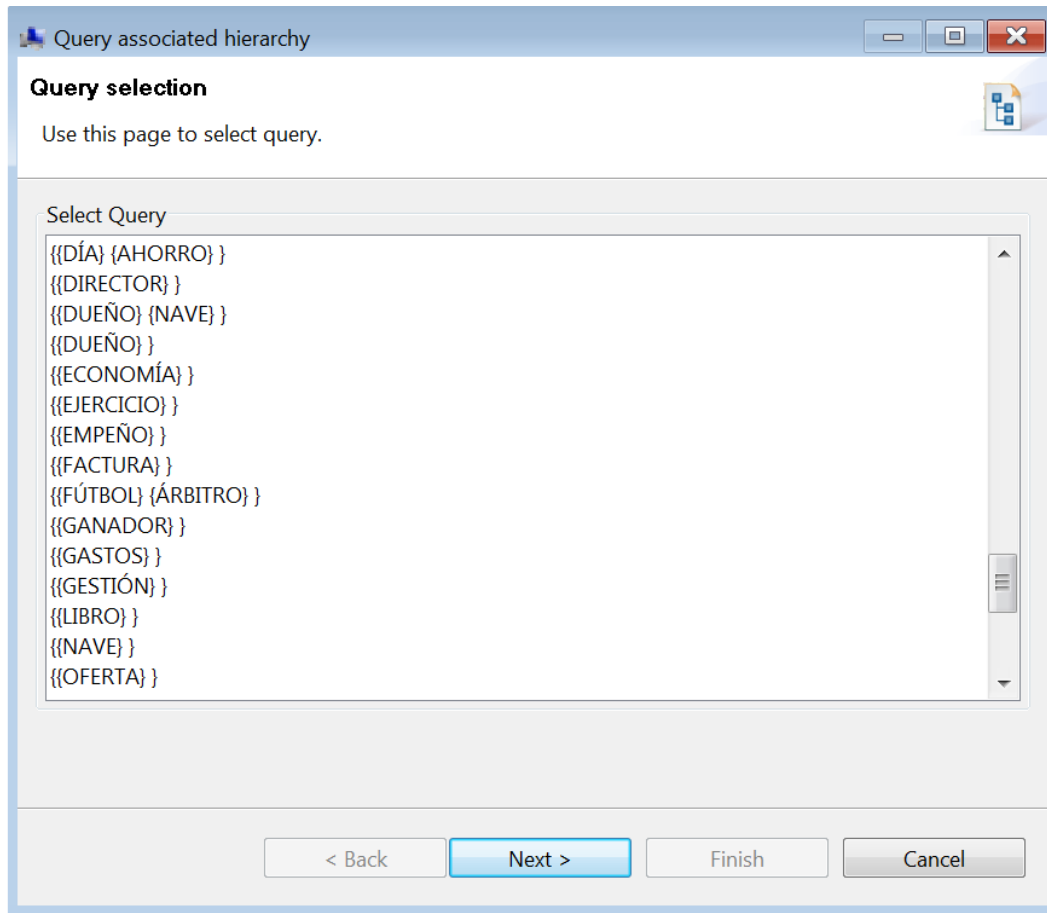 Query associated hierarchy
Query selection
Use this page to select query.
Select Query
{{DÍA} {AHORRO} }
{{DIRECTOR} }
{{DUEÑO} {NAVE} }
{{DUEÑO} }
{{ECONOMÍA} }
{{EJERCICIO} }
{{EMPEÑO} }
{{FACTURA} }
{{FÚTBOL} {ÁRBITRO} }
{{GANADOR} }
{{GASTOS} }
{{GESTIÓN} }
{{LIBRO} }
{{NAVE} }
{{OFERTA} }
< Back Next > Finish Cancel